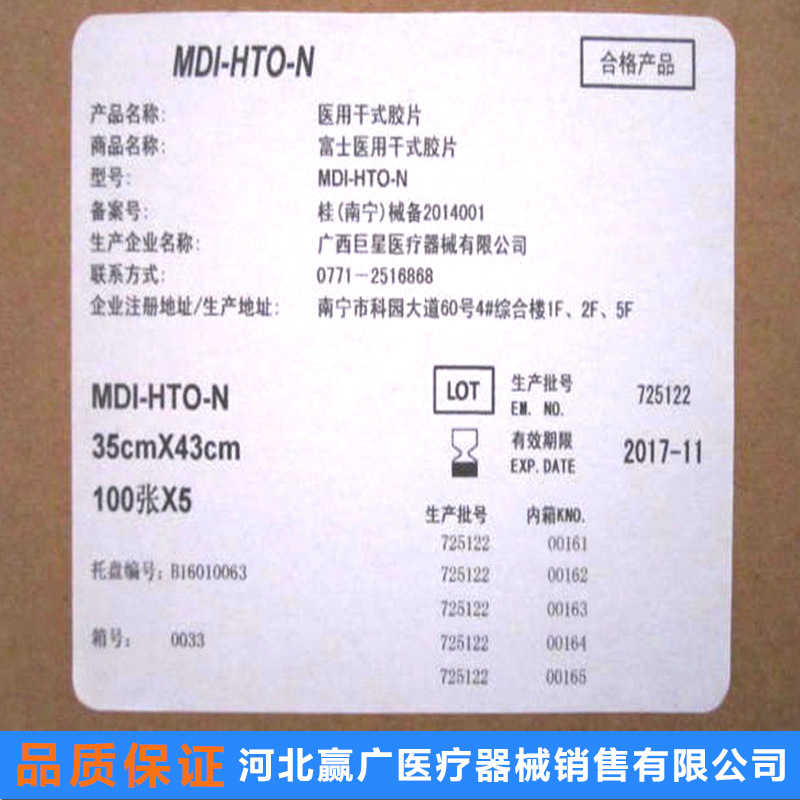 MDI-HTO-N
合格产品
产品名称: 医用干式胶片
商品名称: 富士医用干式胶片
型号: MDI-HTO-N
备案号: 桂(南宁)械备2014001
生产企业名称: 广西巨星医疗器械有限公司
联系方式: 0771-2516868
企业注册地址/生产地址: 南宁市科园大道60号4#综合楼1F、2F、5F
MDI-HTO-N
35cmX43cm
100张X5
LOT 生产批号 725122
EM. NO.
有效期限 2017-11
EXP.DATE
生产批号 内箱KNO.
725122 00161
725122 00162
725122 00163
725122 00164
725122 00165
托盘编号: B16010063
箱号: 0033
品质保证 河北赢广医疗器械销售有限公司